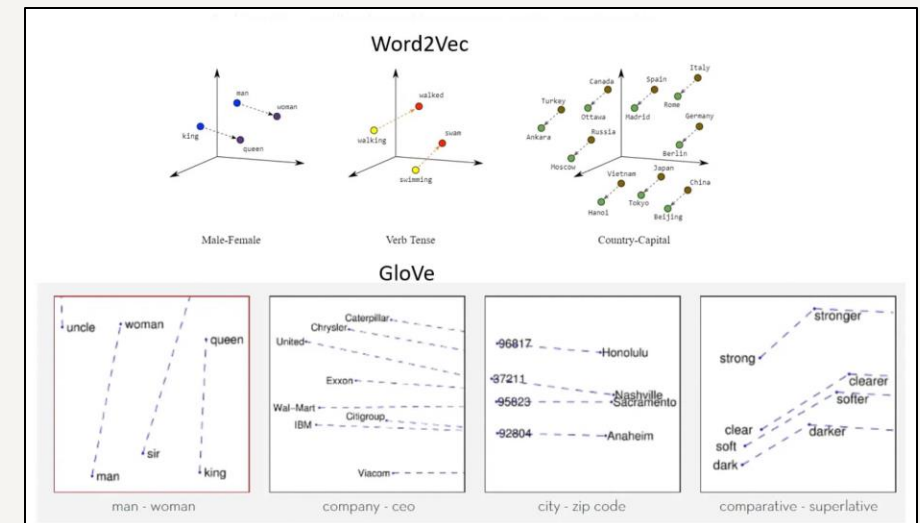 Word2Vec
man
woman
king
queen
Male-Female
walked
walking
swam
swimming
Verb Tense
Italy
Canada
Spain
Turkey
Ottawa
Madrid
Rome
Ankara
Russia
Germany
Moscow
Berlin
Vietnam
Japan
China
Hanoi
Tokyo
Beijing
Country-Capital
GloVe
uncle
woman
queen
sir
man
king
man - woman
Caterpillar
Chrysler
United
Exxon
Wal-Mart
Citigroup
IBM
Viacom
company - ceo
96817
Honolulu
37211
Nashville
95823
Sacramento
92804
Anaheim
city - zip code
stronger
strong
clearer
softer
clear
darker
soft
dark
comparative - superlative